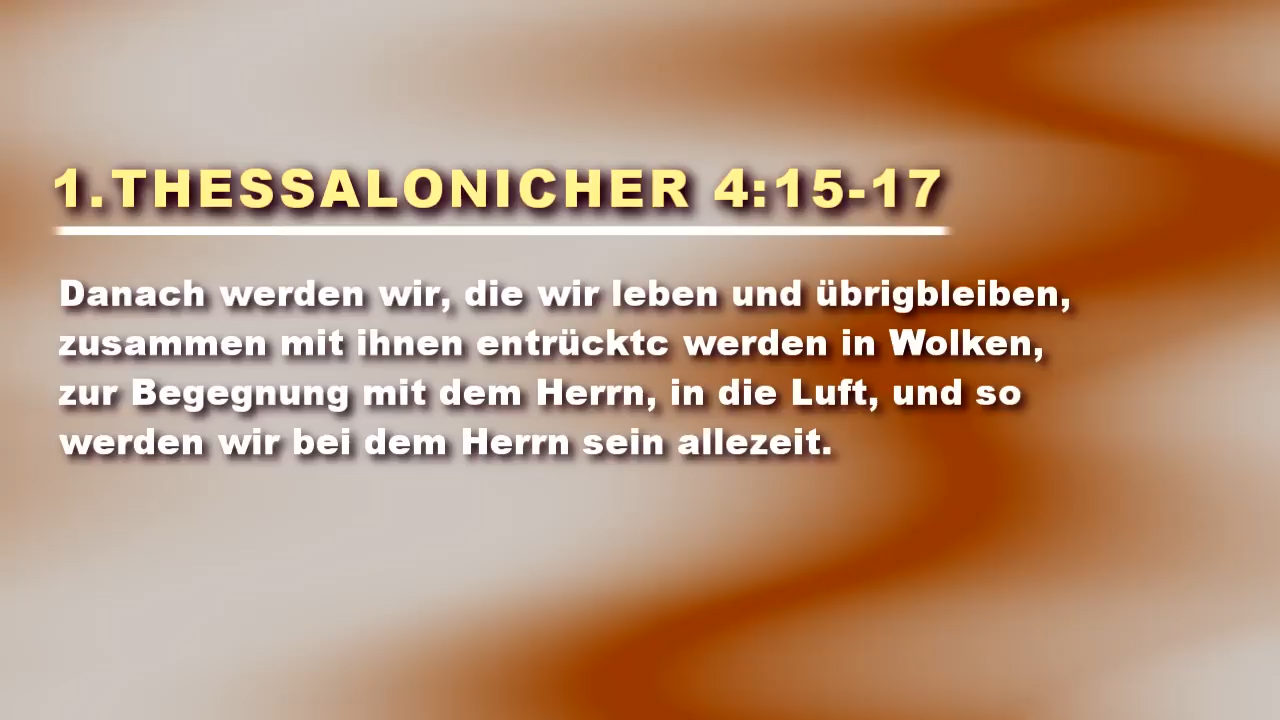 1.THESSALONICHER 4:15-17
Danach werden wir, die wir leben und übrigbleiben,
zusammen mit ihnen entrücktc werden in Wolken,
zur Begegnung mit dem Herrn, in die Luft, und so
werden wir bei dem Herrn sein allezeit.